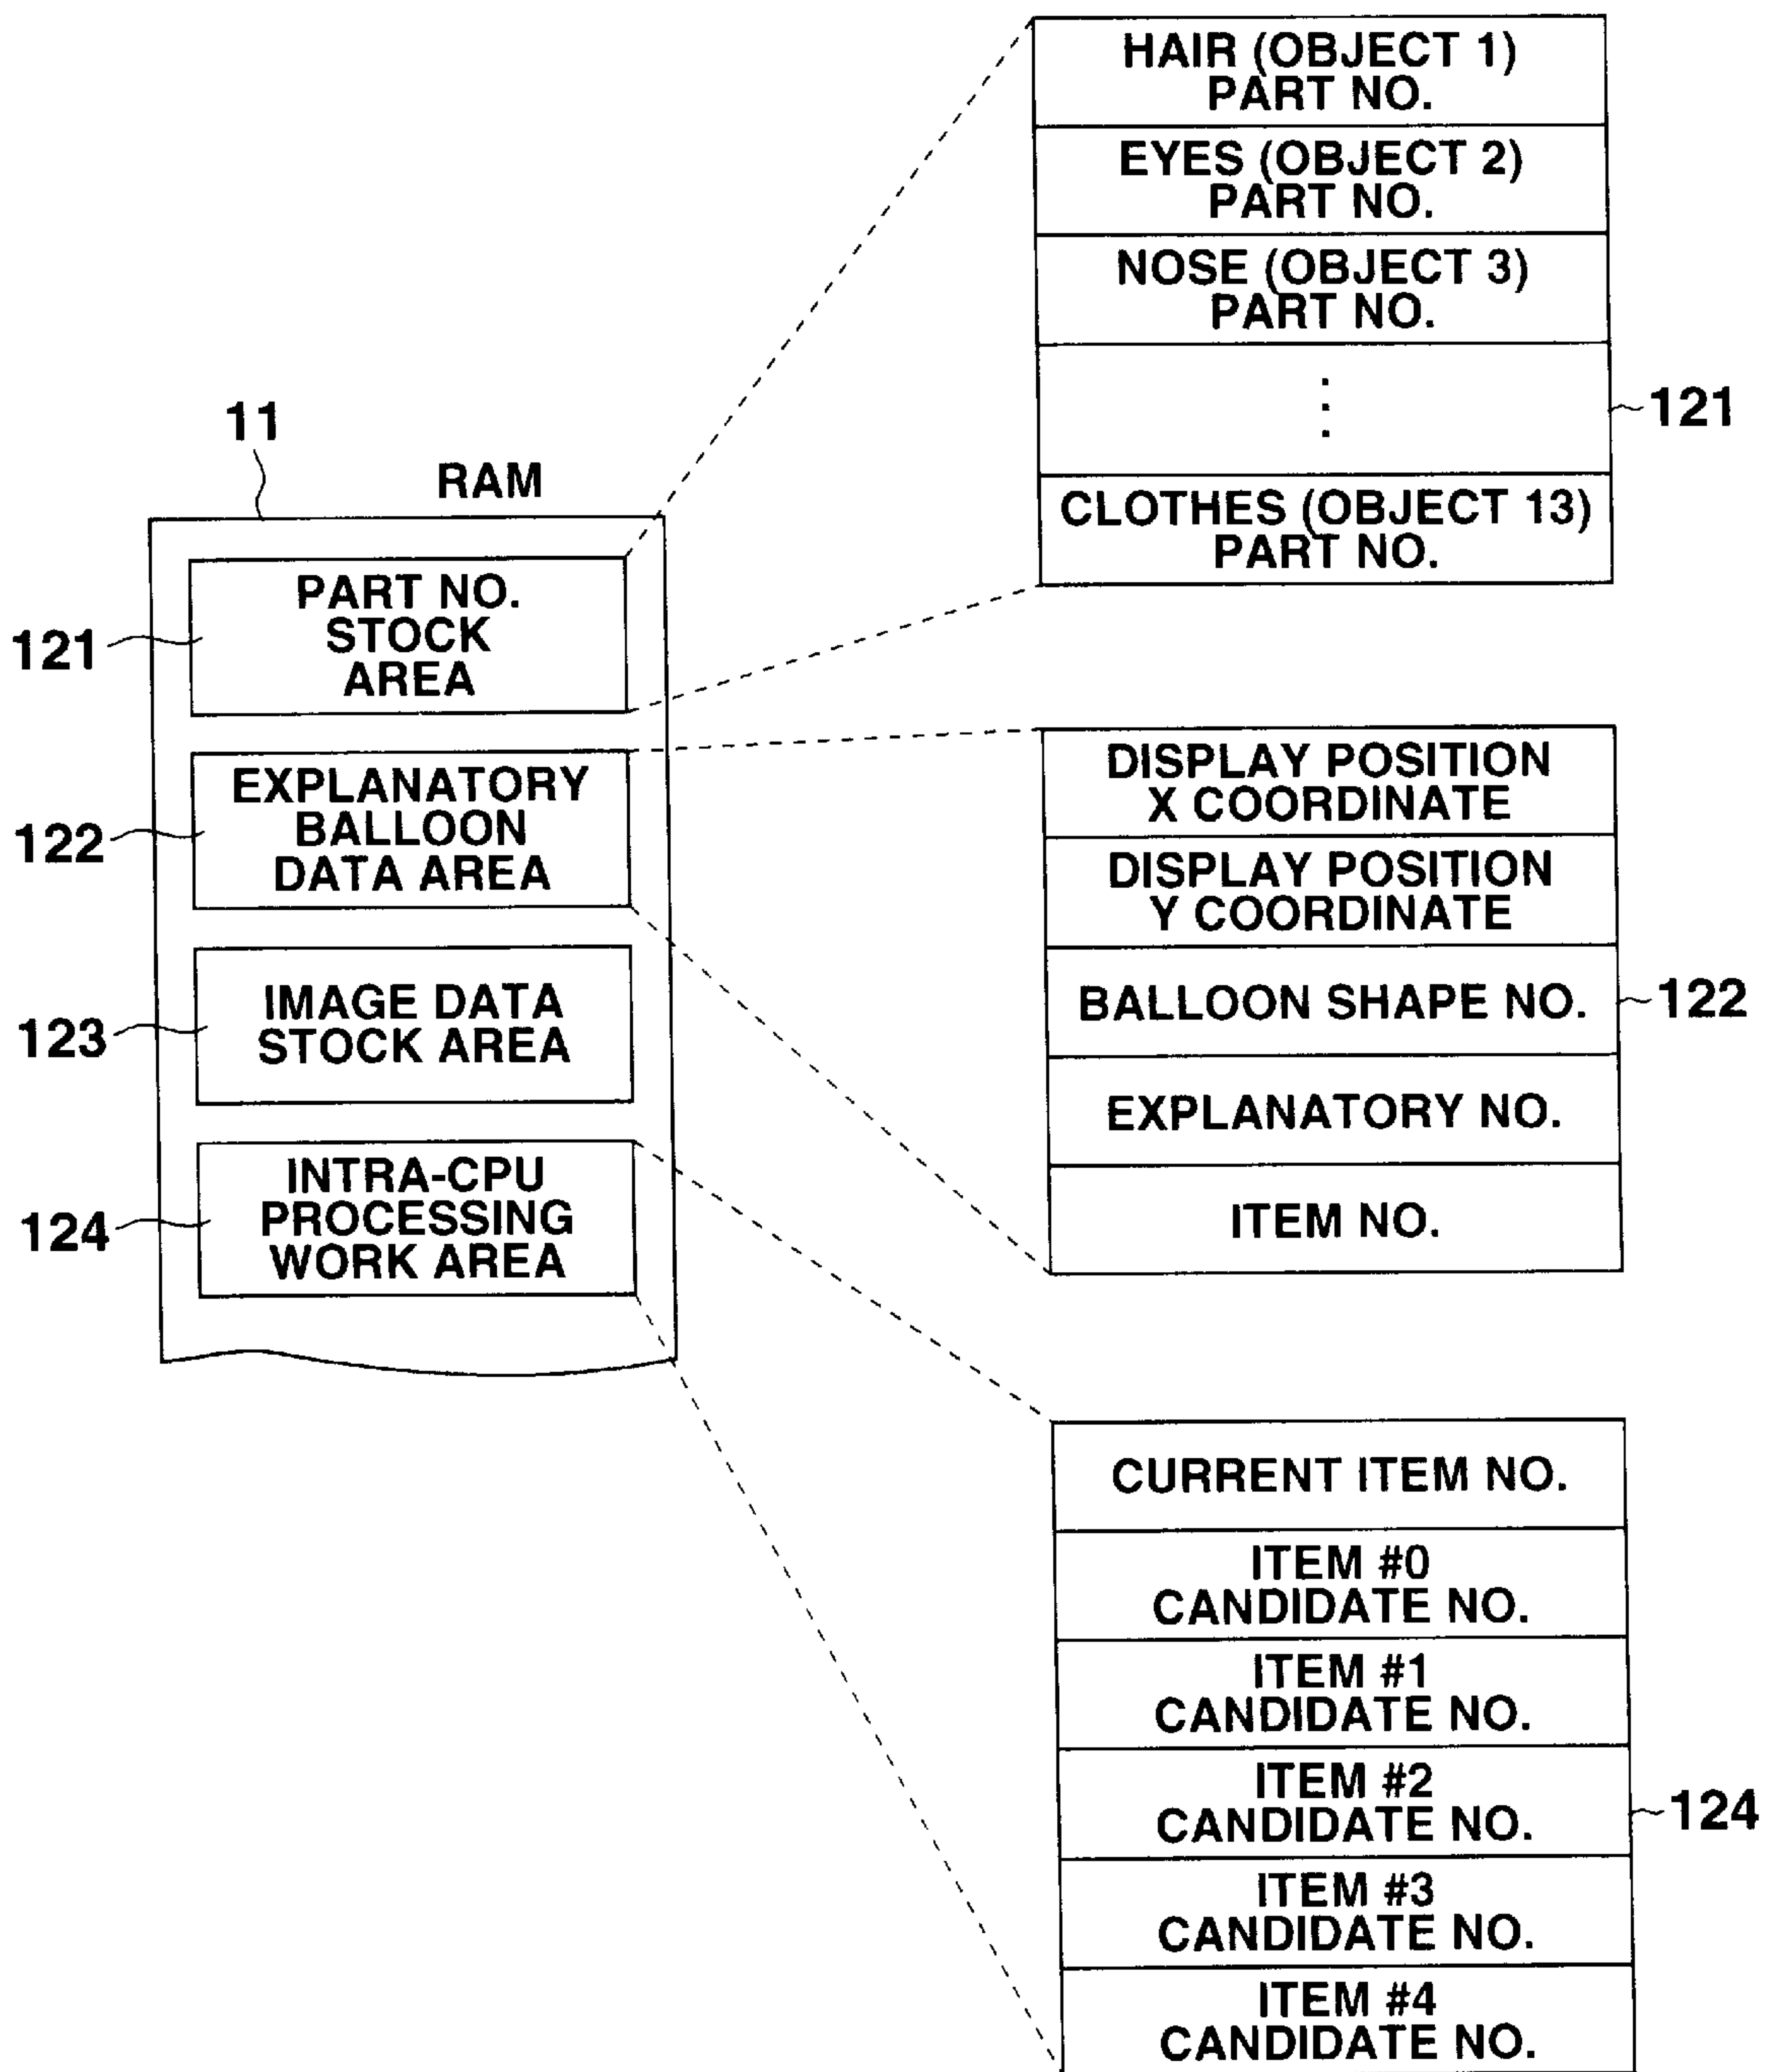 11
RAM
PART NO.
STOCK
AREA
121
EXPLANATORY
BALLOON
DATA AREA
122
IMAGE DATA
STOCK AREA
123
INTRA-CPU
PROCESSING
WORK AREA
124
HAIR (OBJECT 1)
PART NO.
EYES (OBJECT 2)
PART NO.
NOSE (OBJECT 3)
PART NO.
⋮
CLOTHES (OBJECT 13)
PART NO.
121
DISPLAY POSITION
X COORDINATE
DISPLAY POSITION
Y COORDINATE
BALLOON SHAPE NO.
EXPLANATORY NO.
ITEM NO.
122
CURRENT ITEM NO.
ITEM #0
CANDIDATE NO.
ITEM #1
CANDIDATE NO.
ITEM #2
CANDIDATE NO.
ITEM #3
CANDIDATE NO.
ITEM #4
CANDIDATE NO.
124